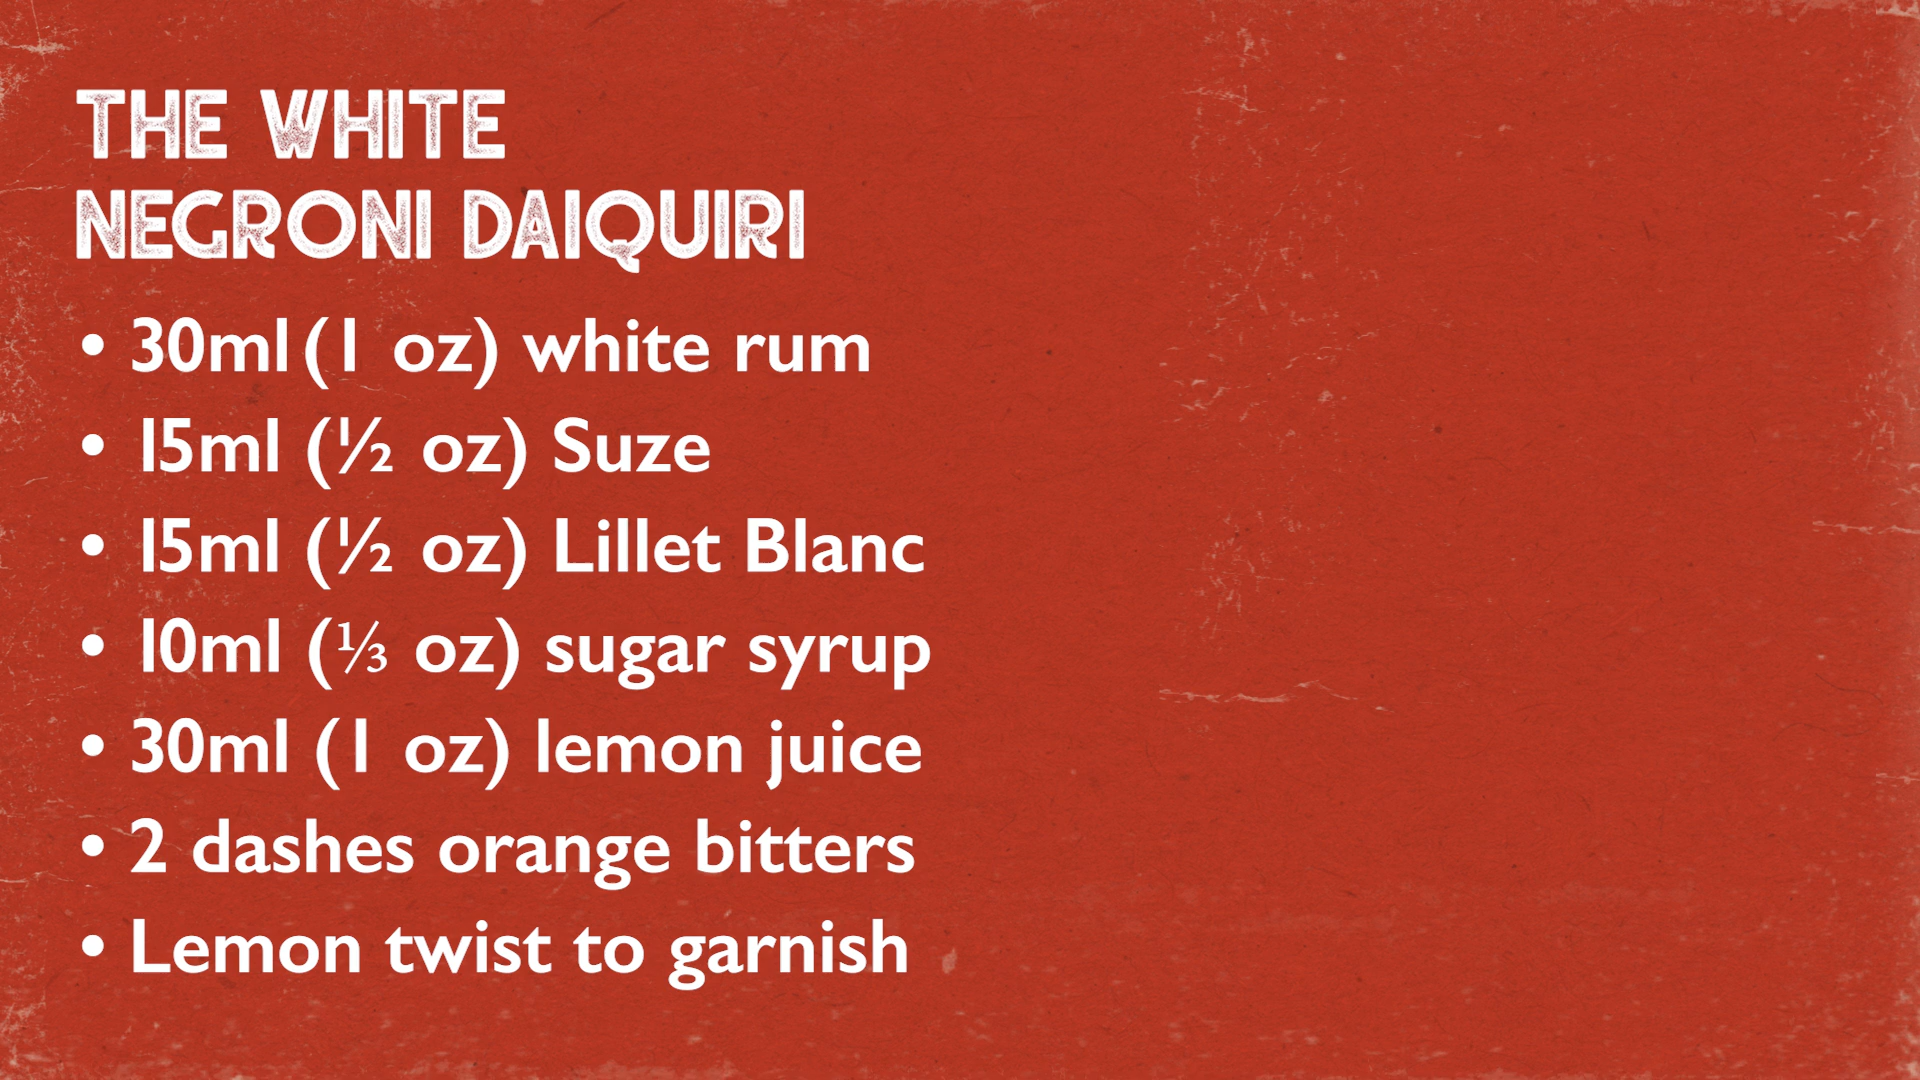 THE WHITE
NEGRONI DAIQUIRI
• 30ml (1 oz) white rum
• 15ml (½ oz) Suze
• 15ml (½ oz) Lillet Blanc
• 10ml (⅓ oz) sugar syrup
• 30ml (1 oz) lemon juice
• 2 dashes orange bitters
• Lemon twist to garnish